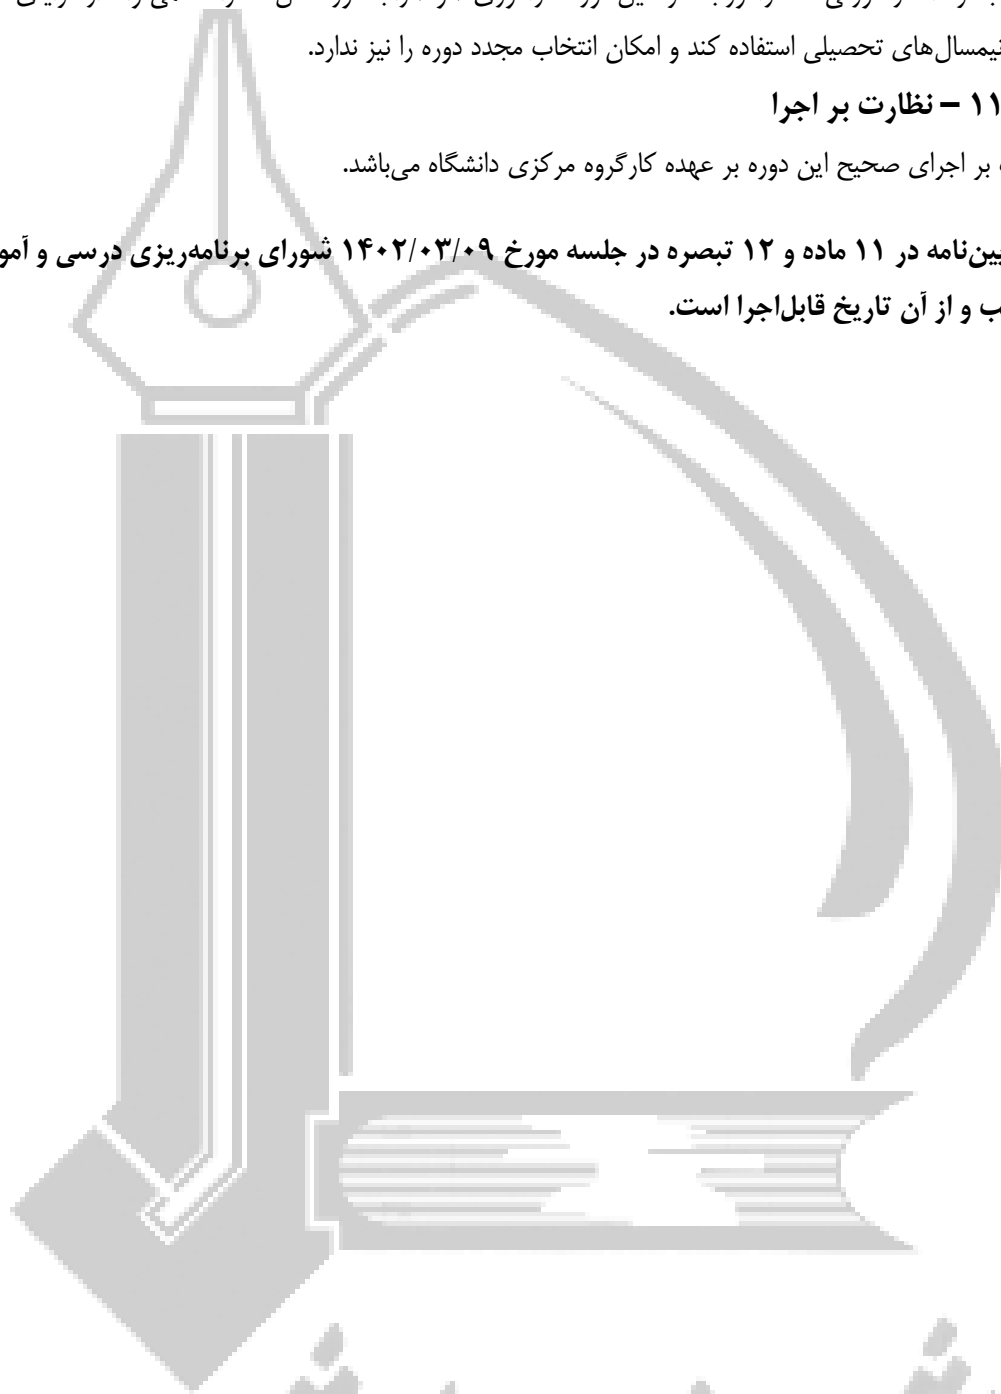 نیمسال‌های تحصیلی استفاده کند و امکان انتخاب مجدد دوره را نیز ندارد.
۱۱ – نظارت بر اجرا
بر اجرای صحیح این دوره بر عهده کارگروه مرکزی دانشگاه می‌باشد.
یین‌نامه در ۱۱ ماده و ۱۲ تبصره در جلسه مورخ ۱۴۰۲/۰۳/۰۹ شورای برنامه‌ریزی درسی و آمو
ب و از آن تاریخ قابل‌اجرا است.